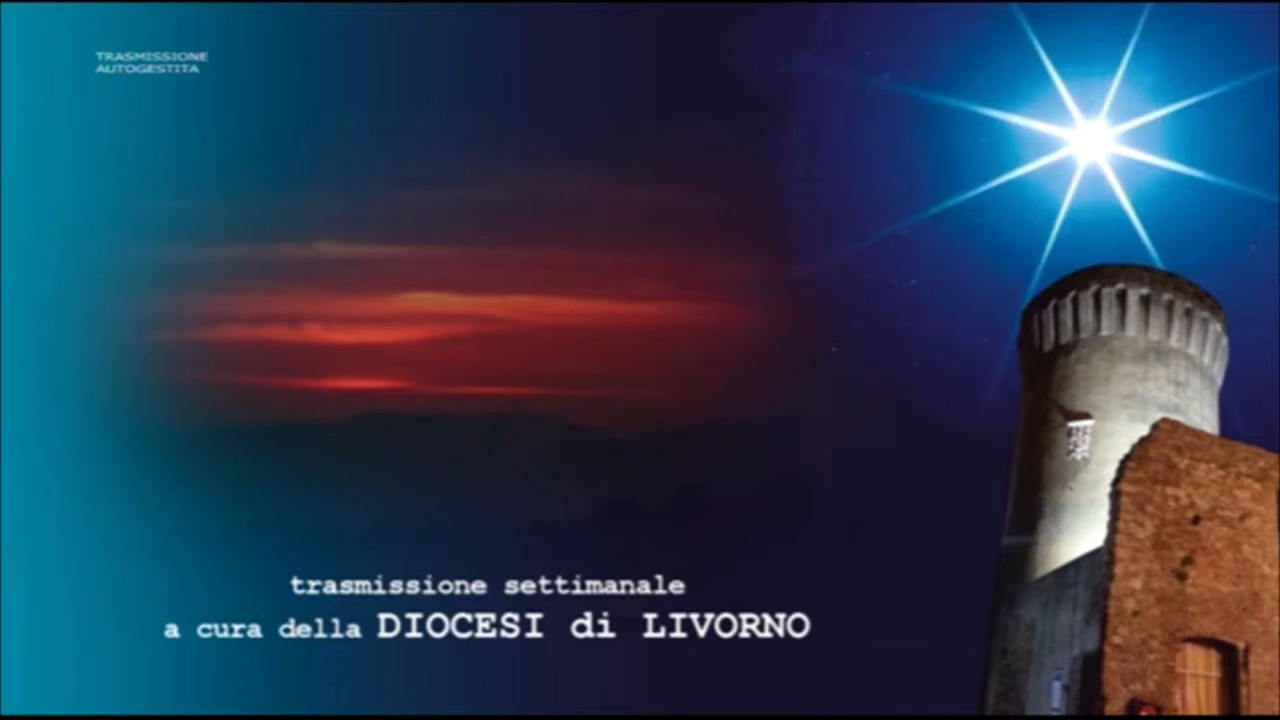 TRASMISSIONE
AUTOGESTITA
trasmissione settimanale
a cura della DIOCESI di LIVORNO